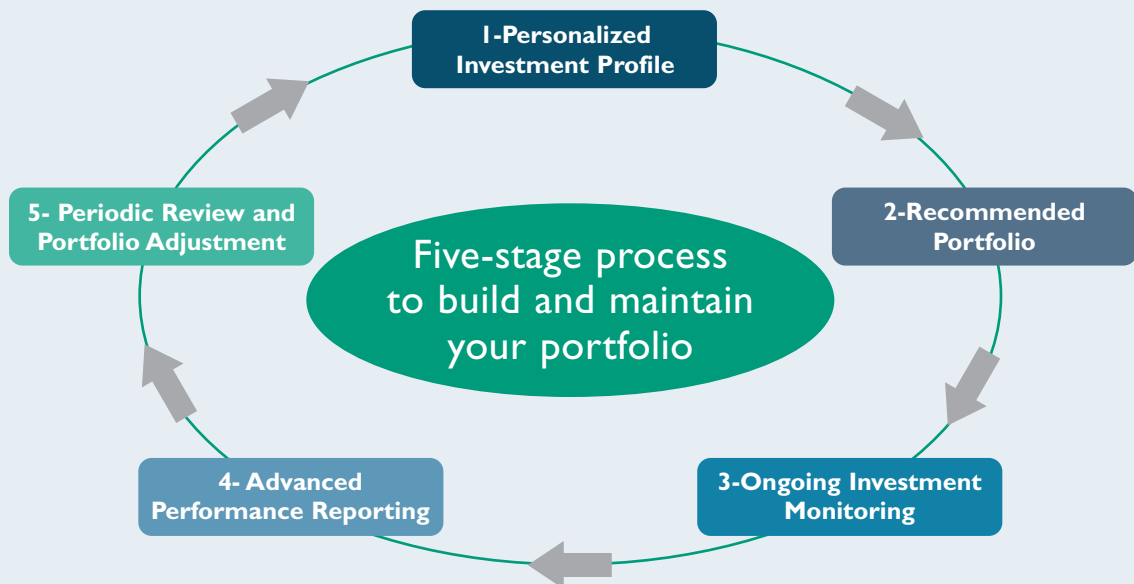 1-Personalized
Investment Profile
5- Periodic Review and
Portfolio Adjustment
2-Recommended
Portfolio
Five-stage process
to build and maintain
your portfolio
4- Advanced
Performance Reporting
3-Ongoing Investment
Monitoring